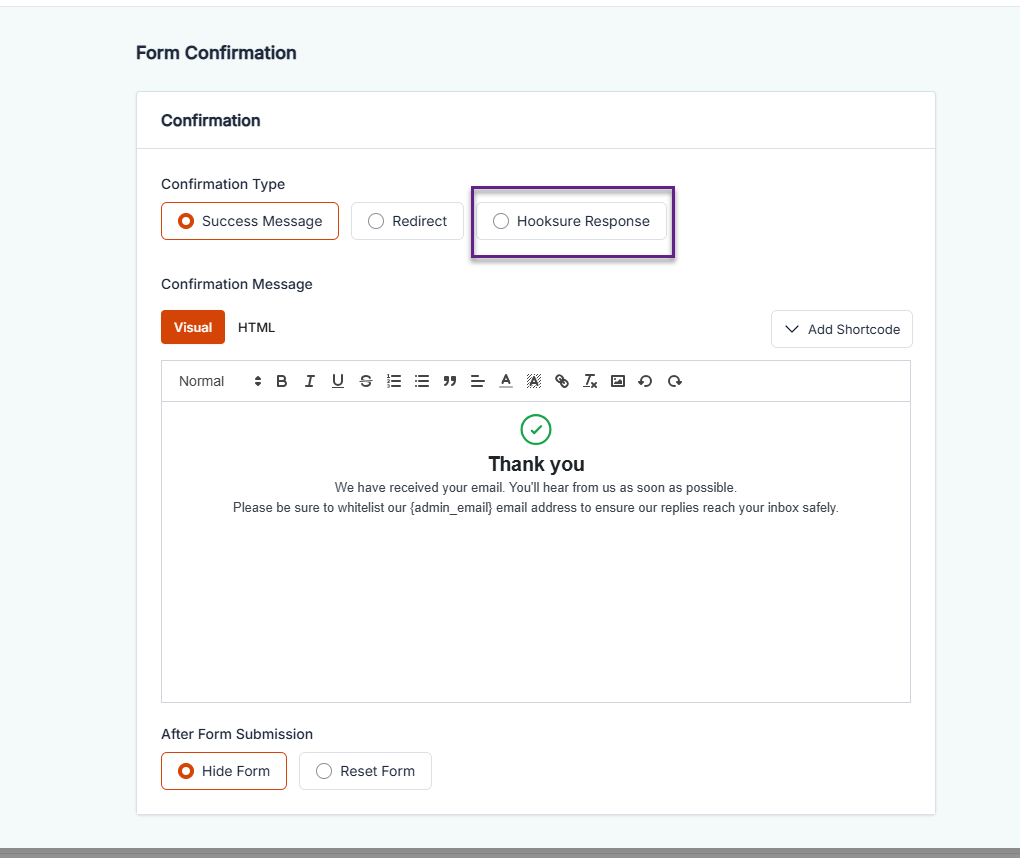 Form Confirmation
Confirmation
Confirmation Type
Success Message Redirect Hooksure Response
Confirmation Message
Visual HTML Add Shortcode
Normal
Thank you
We have received your email. You'll hear from us as soon as possible.
Please be sure to whitelist our {admin_email} email address to ensure our replies reach your inbox safely.
After Form Submission
Hide Form Reset Form